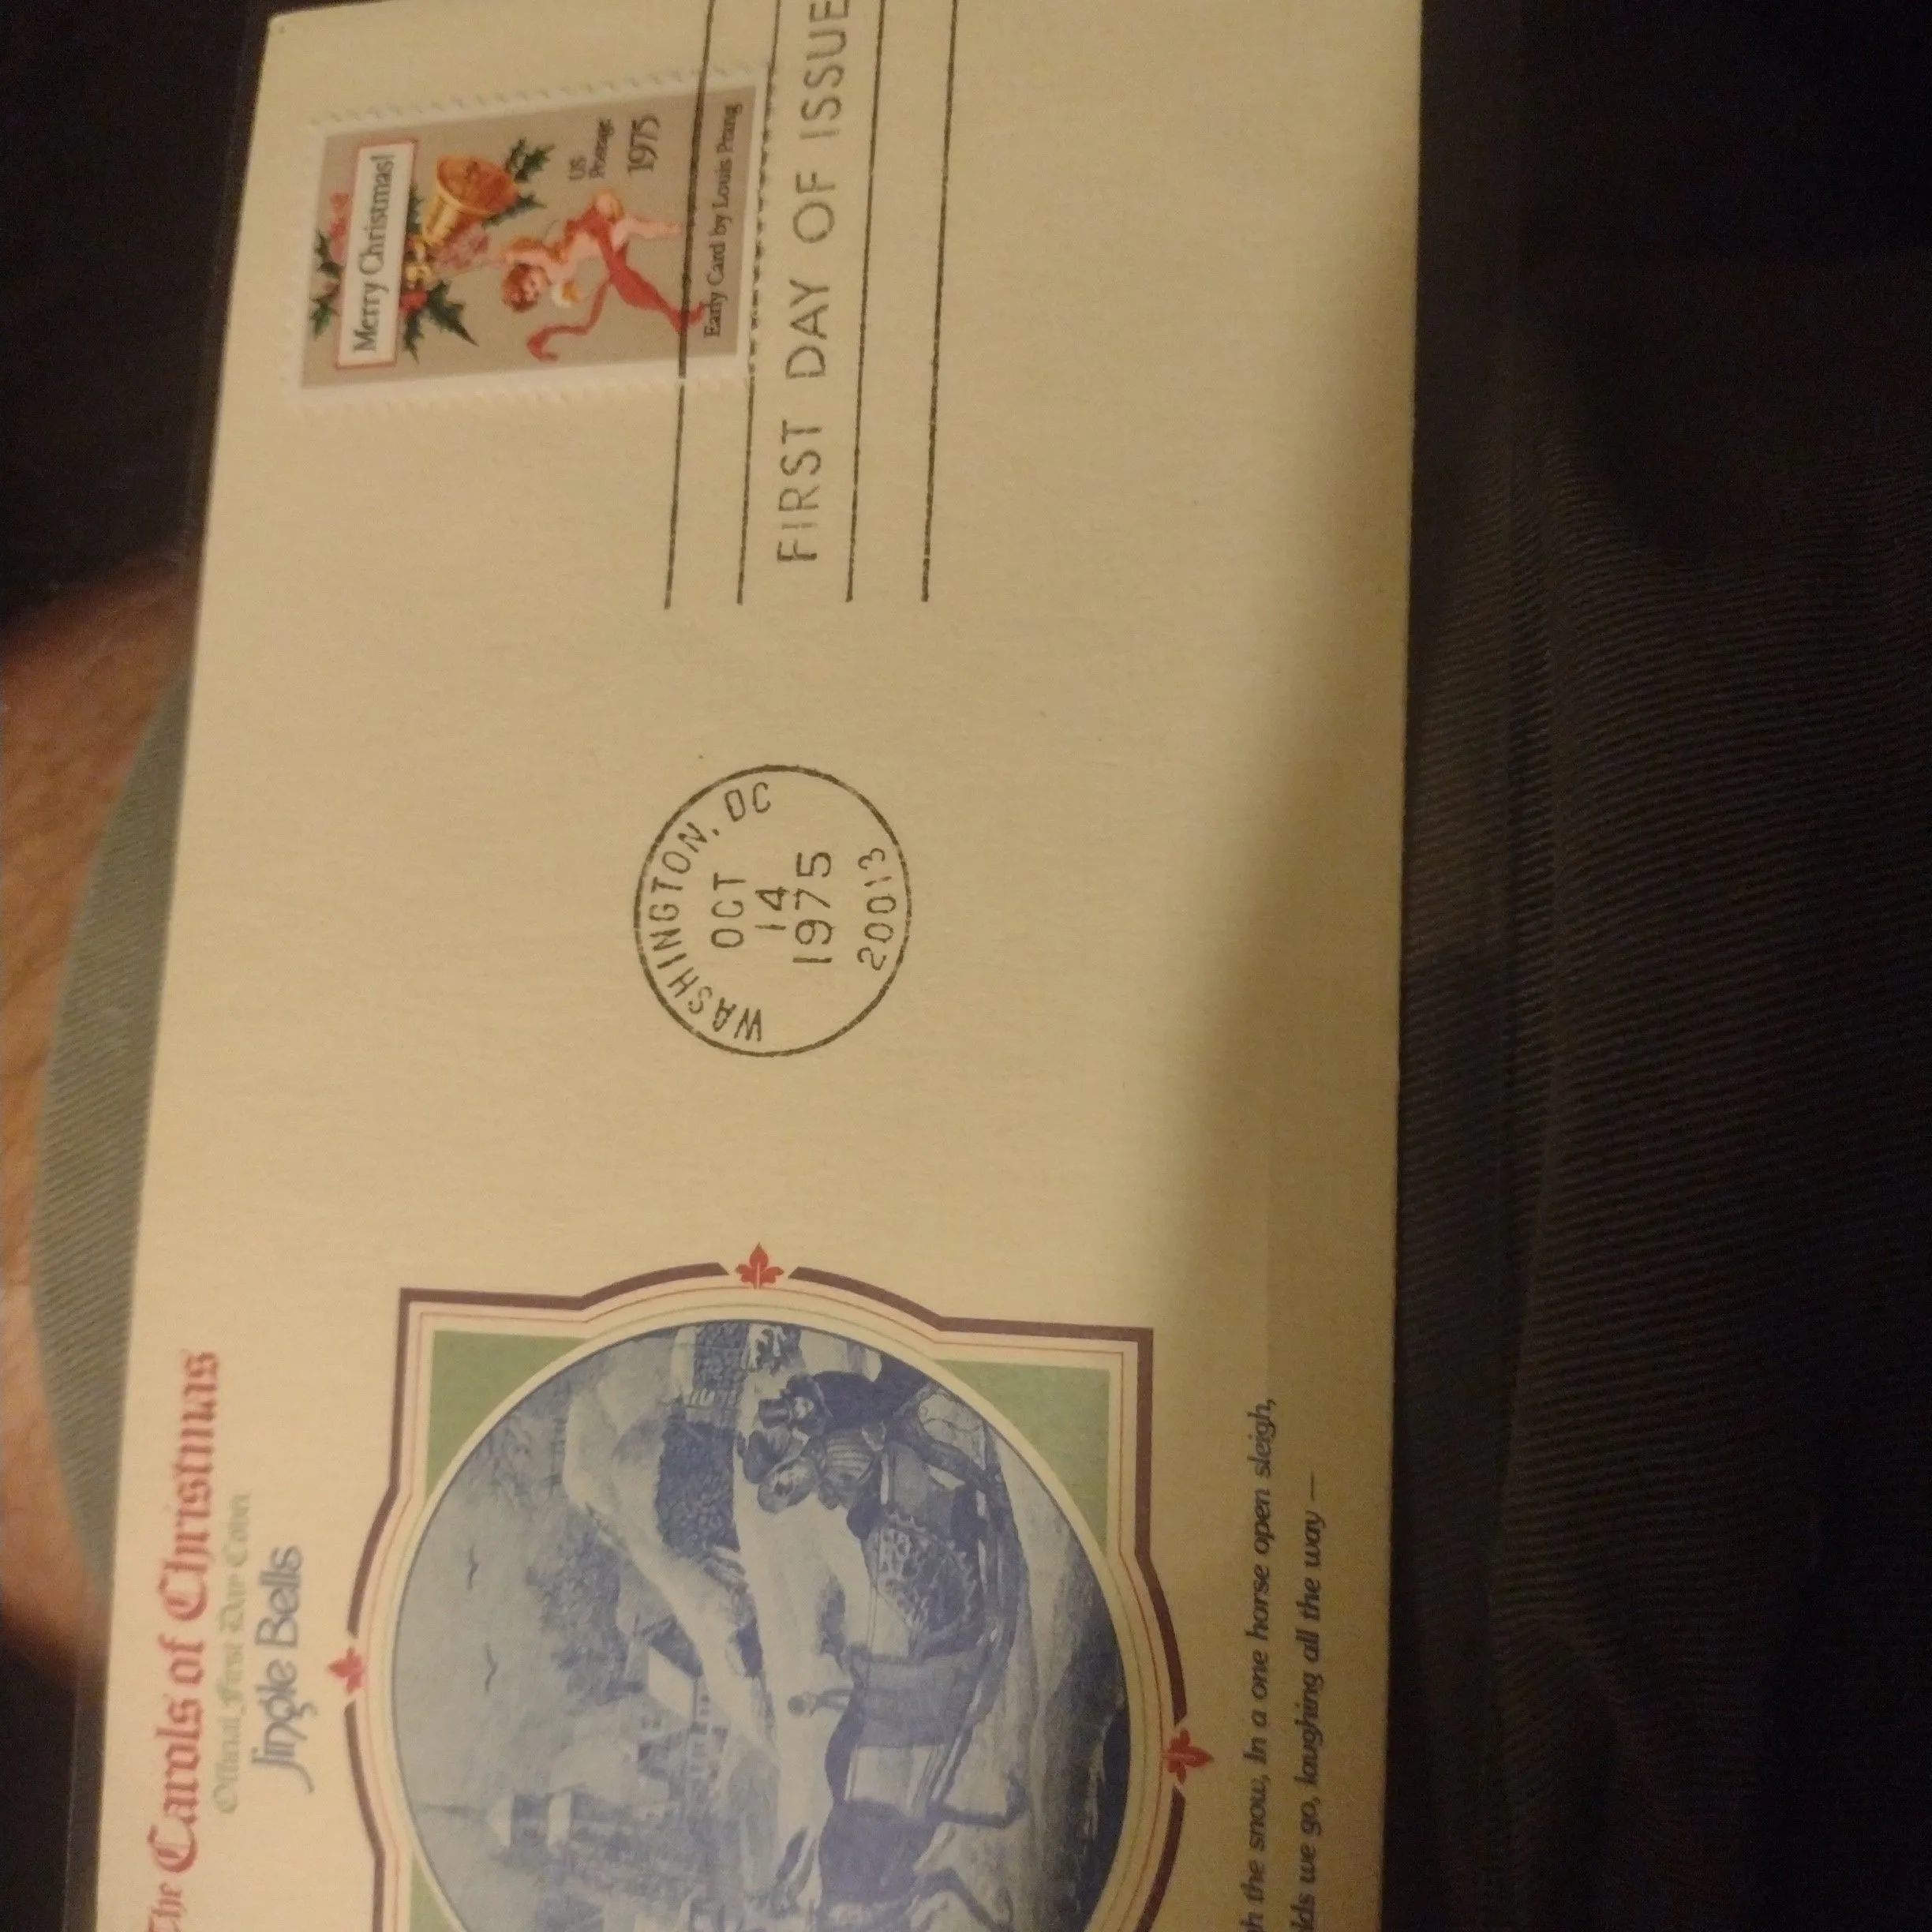 The Carols of Christmas
Official First Day Cover
Jingle Bells
the snow, In a one horse open sleigh,
we go, laughing all the way —
WASHINGTON, DC
OCT
14
1975
20013
Merry Christmas!
US
Postage
1975
Early Card by Louis Prang
FIRST DAY OF ISSUE